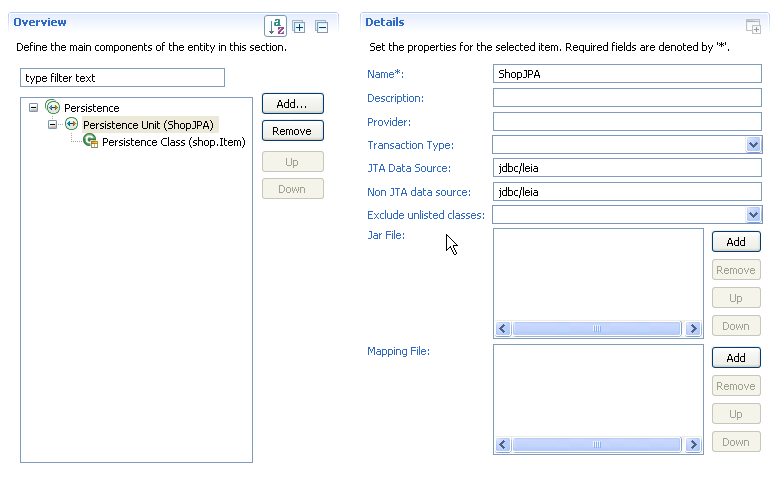 Overview
Define the main components of the entity in this section.
type filter text
Persistence
Persistence Unit (ShopJPA)
Persistence Class (shop.Item)
Add...
Remove
Up
Down
Details
Set the properties for the selected item. Required fields are denoted by '*'.
Name*: ShopJPA
Description:
Provider:
Transaction Type:
JTA Data Source: jdbc/leia
Non JTA data source: jdbc/leia
Exclude unlisted classes:
Jar File:
Add
Remove
Up
Down
Mapping File:
Add
Remove
Up
Down